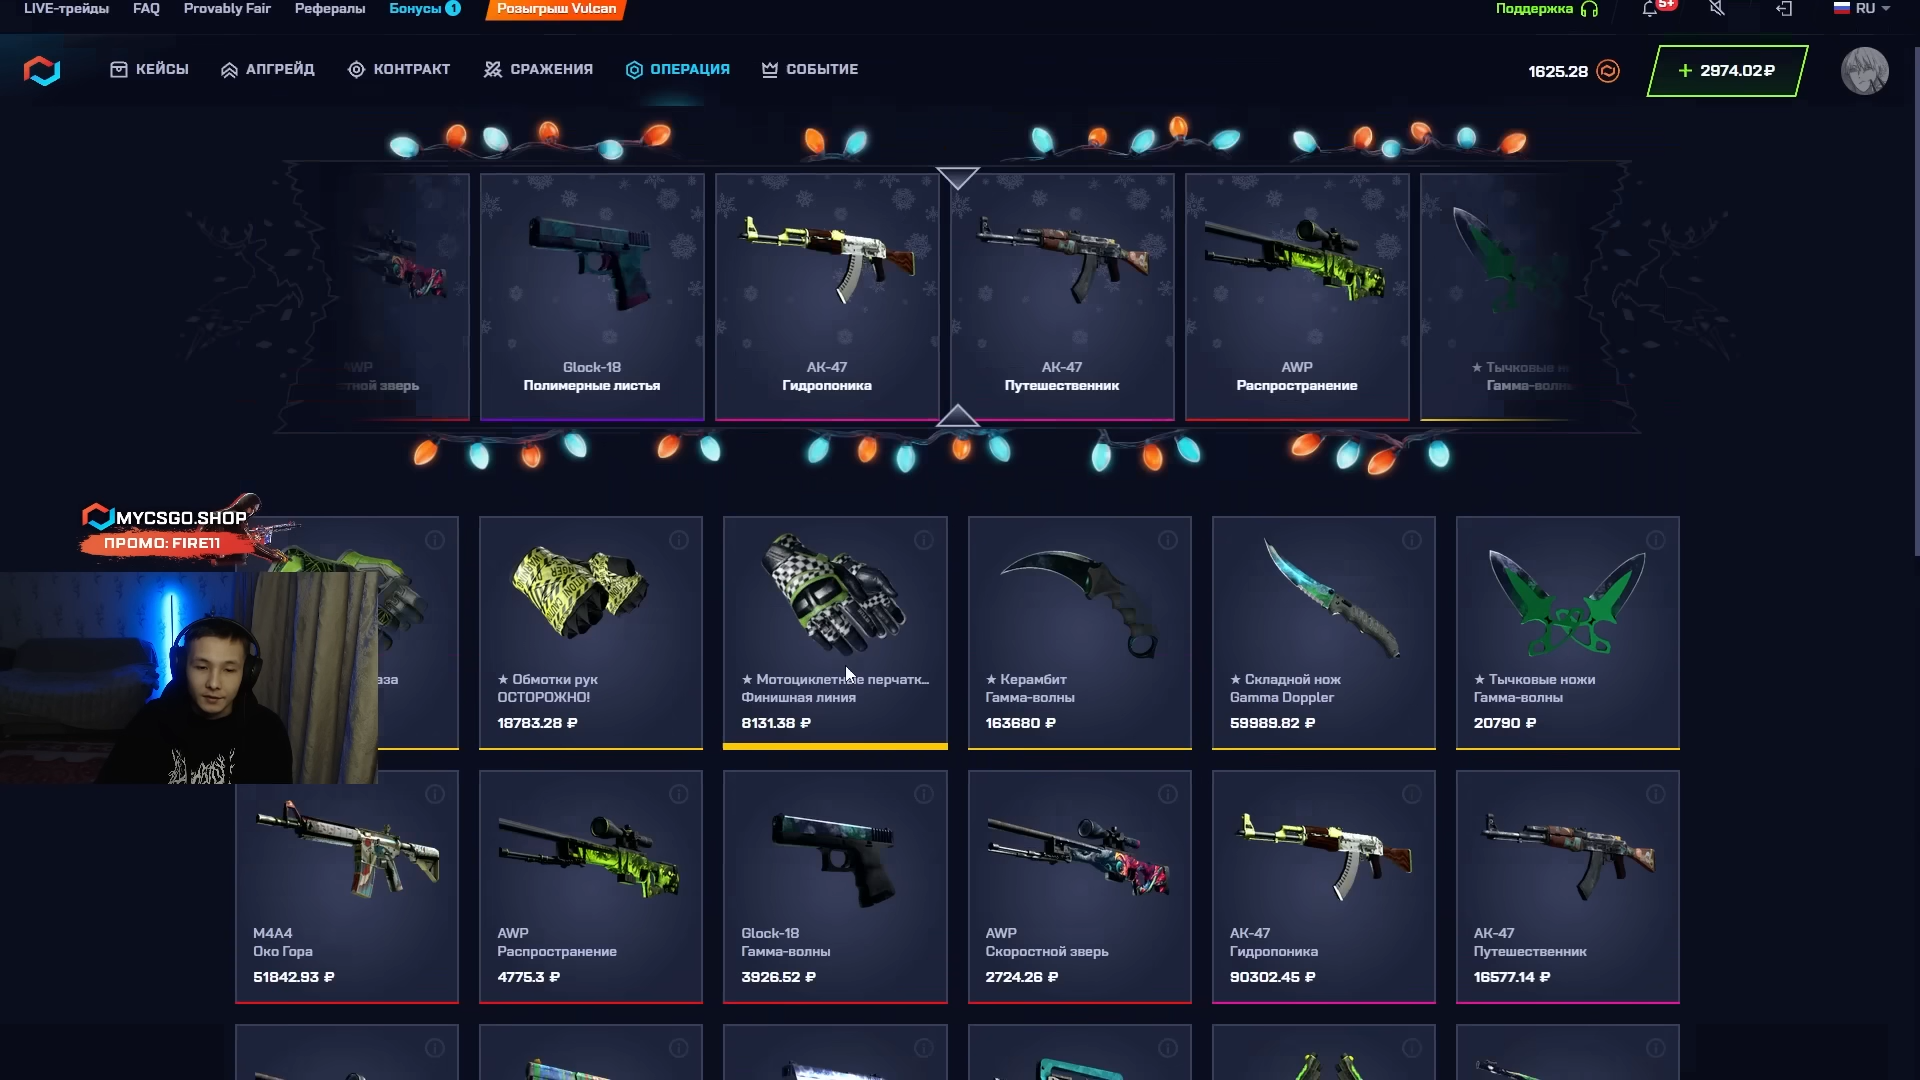 LIVE-трейды
FAQ
Provably Fair
Рефералы
Бонусы 1
Розыгрыш Vulcan
Поддержка
5+
RU
КЕЙСЫ
АПГРЕЙД
КОНТРАКТ
СРАЖЕНИЯ
ОПЕРАЦИЯ
СОБЫТИЕ
1625.28
+ 2974.02₽
AWP
зверь
Glock-18
Полимерные листья
AK-47
Гидропоника
AK-47
Путешественник
AWP
Распространение
★ Тычковые
Гамма-волны
MYCSGO.SHOP
ПРОМО: FIRE11
★ Обмотки рук
ОСТОРОЖНО!
18783.28 ₽
★ Мотоциклетные перчатк...
Финишная линия
8131.38 ₽
★ Керамбит
Гамма-волны
163680 ₽
★ Складной нож
Gamma Doppler
59989.82 ₽
★ Тычковые ножи
Гамма-волны
20790 ₽
M4A4
Око Гора
51842.93 ₽
AWP
Распространение
4775.3 ₽
Glock-18
Гамма-волны
3926.52 ₽
AWP
Скоростной зверь
2724.26 ₽
AK-47
Гидропоника
90302.45 ₽
AK-47
Путешественник
16577.14 ₽